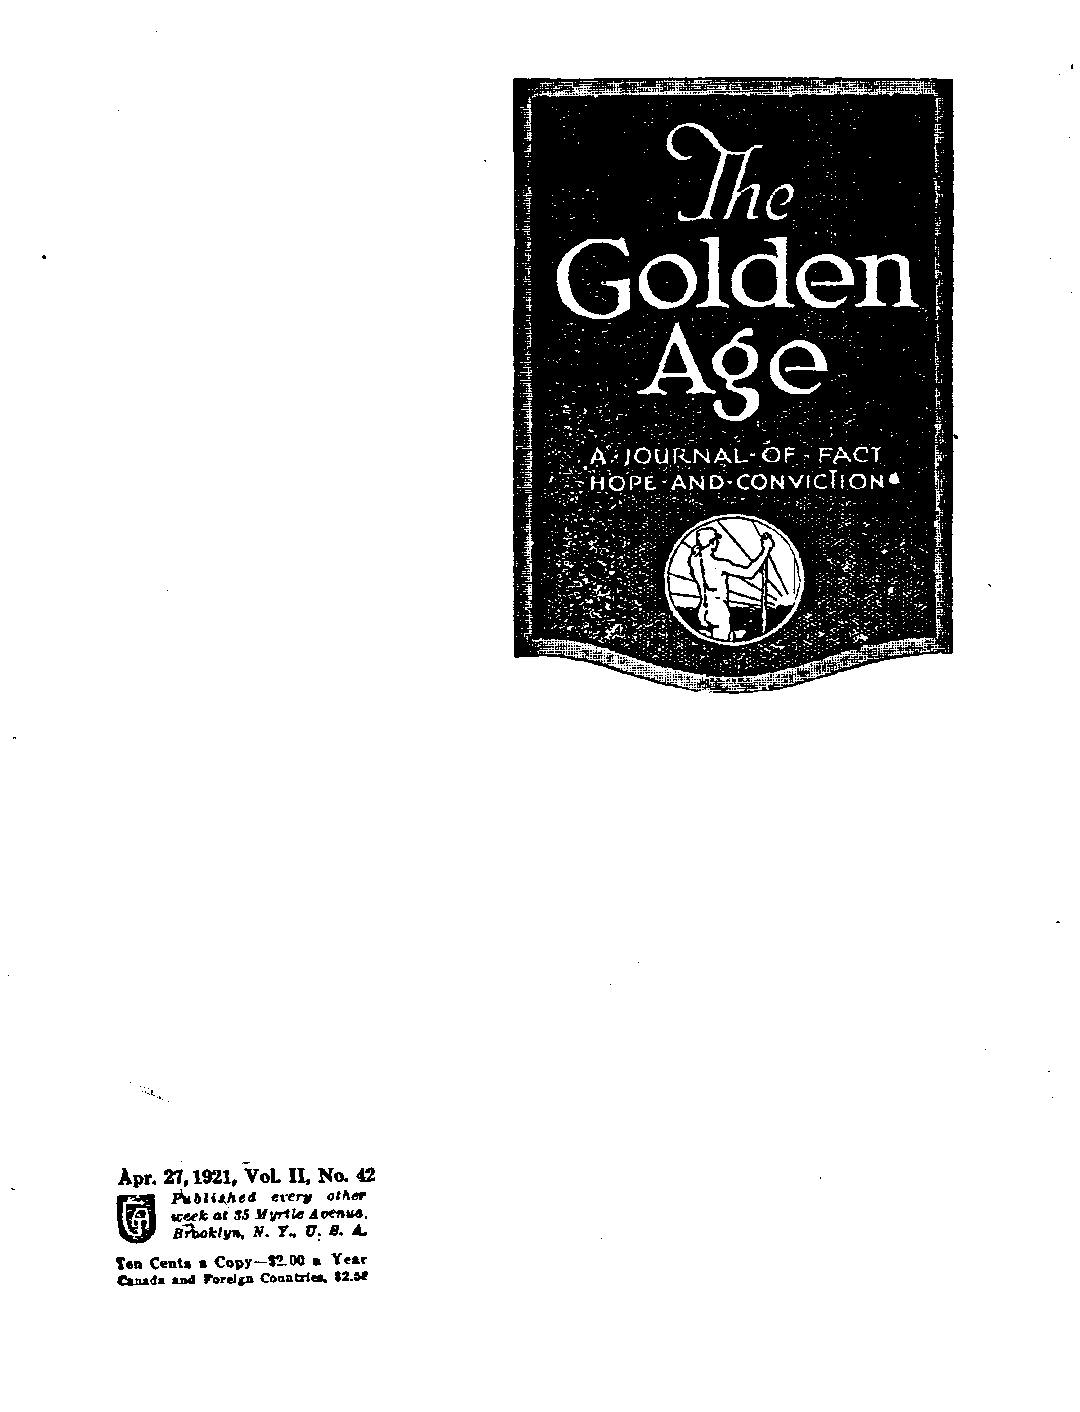 The
Golden
Age
A·JOURNAL·OF·FACT
HOPE·AND·CONVICTION
Apr. 27, 1921, Vol. II, No. 42
Published every other
week at 35 Myrtle Avenue,
Brooklyn, N. Y., U. S. A.
Ten Cents a Copy—$2.00 a Year
Canada and Foreign Countries, $2.50